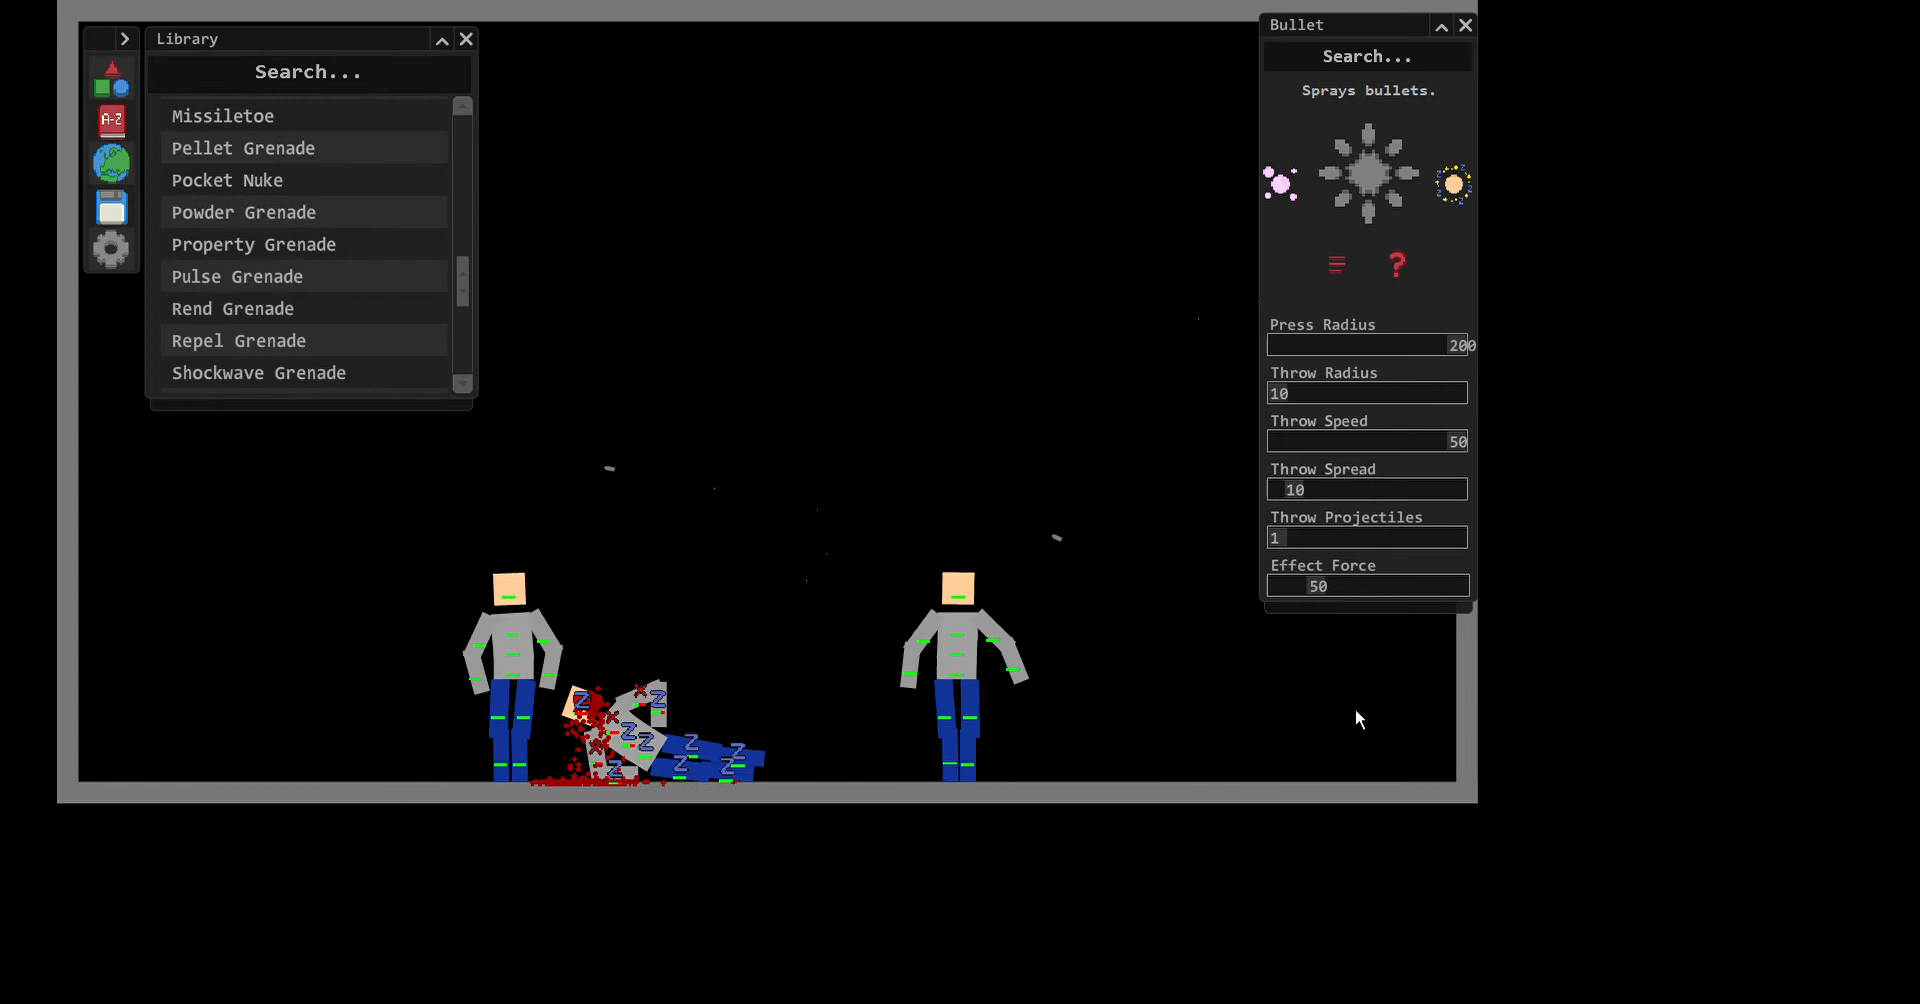 Library
Search...
Missiletoe
Pellet Grenade
Pocket Nuke
Powder Grenade
Property Grenade
Pulse Grenade
Rend Grenade
Repel Grenade
Shockwave Grenade
A-Z
Bullet
Search...
Sprays bullets.
?
Press Radius
200
Throw Radius
10
Throw Speed
50
Throw Spread
10
Throw Projectiles
1
Effect Force
50
Z
Z
Z
Z
Z
Z
Z
Z
Z